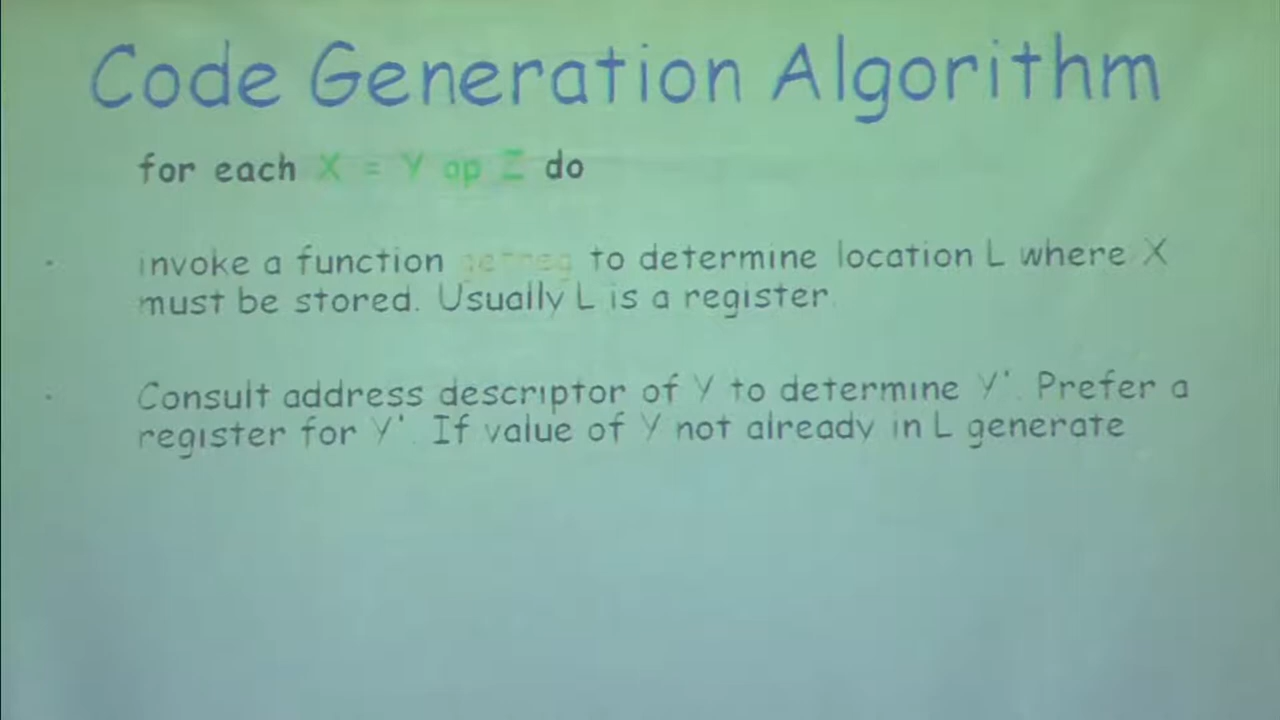 Code Generation Algorithm
for each X = Y op Z do
invoke a function getreg to determine location L where X
must be stored. Usually L is a register.
Consult address descriptor of Y to determine Y'. Prefer a
register for Y'. If value of Y not already in L generate